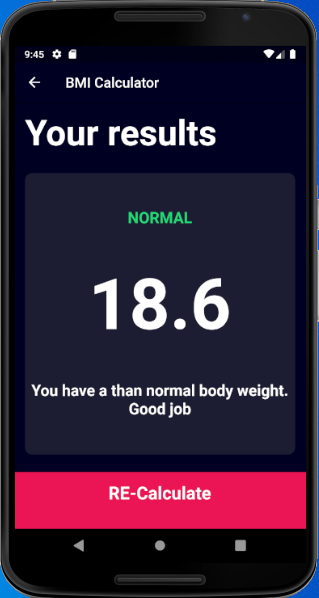 9:45
BMI Calculator
Your results
NORMAL
18.6
You have a than normal body weight.
Good job
RE-Calculate